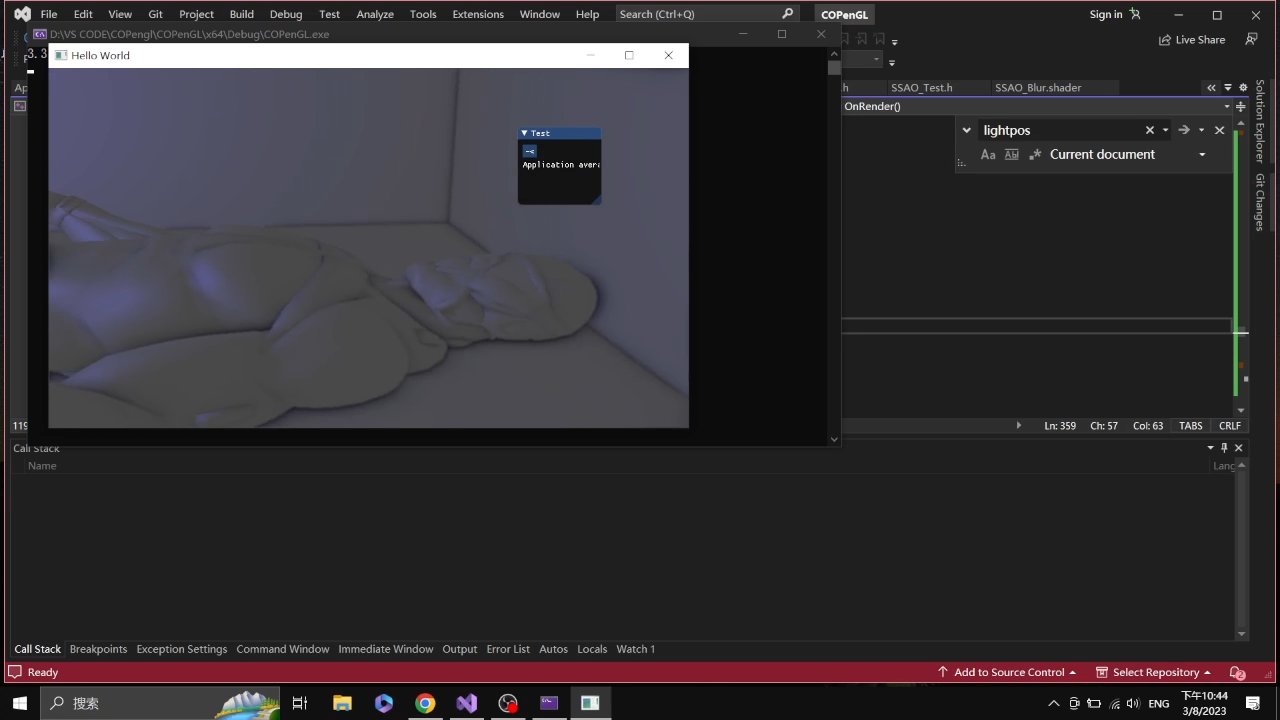 File Edit View Git Project Build Debug Test Analyze Tools Extensions Window Help Search (Ctrl+Q) COPenGL Sign in
D:\VS CODE\COPengl\COPenGL\x64\Debug\COPenGL.exe
Live Share
3.3
Hello World
SSAO_Test.h SSAO_Blur.shader
OnRender()
Test
lightpos
Current document
Solution Explorer
Git Changes
Ln: 359 Ch: 57 Col: 63 TABS CRLF
Call Stack
Name
Lang
Call Stack Breakpoints Exception Settings Command Window Immediate Window Output Error List Autos Locals Watch 1
Ready Add to Source Control Select Repository 2
搜索
ENG
下午10:44
3/8/2023